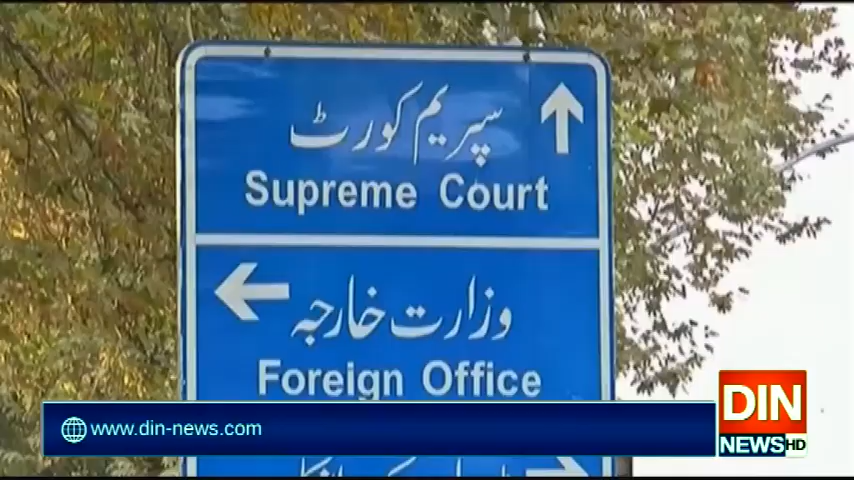 سپریم کورٹ
Supreme Court
وزارت خارجہ
Foreign Office
www.din-news.com
DIN
NEWS HD